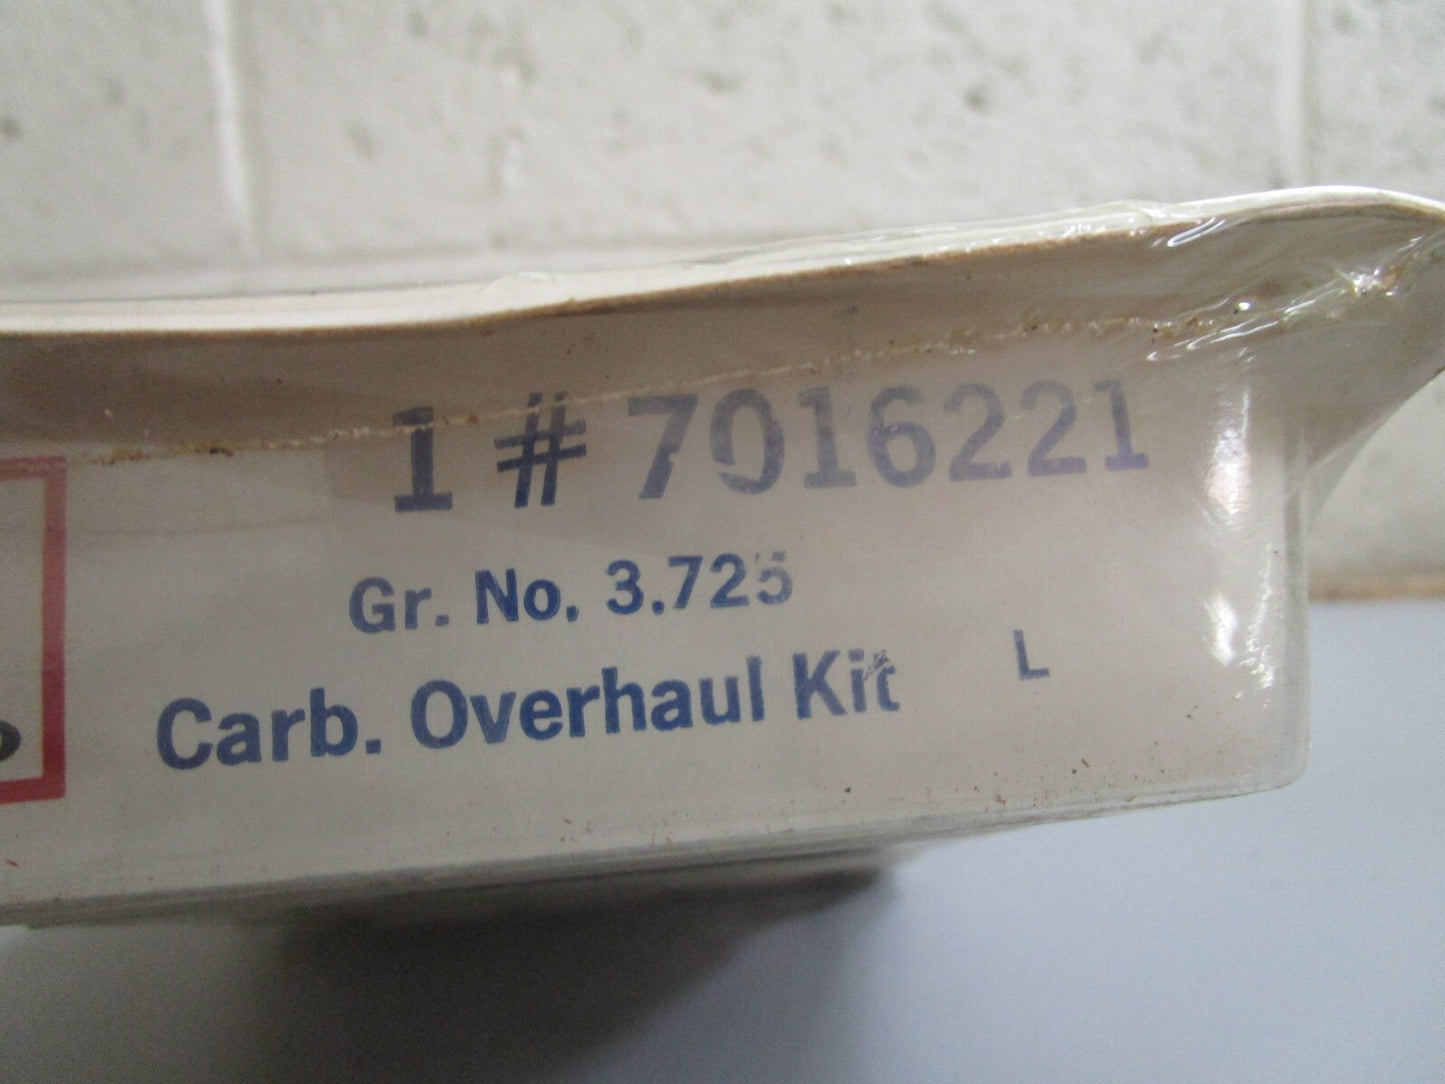 1 # 7016221
Gr. No. 3.725
Carb. Overhaul Kit L